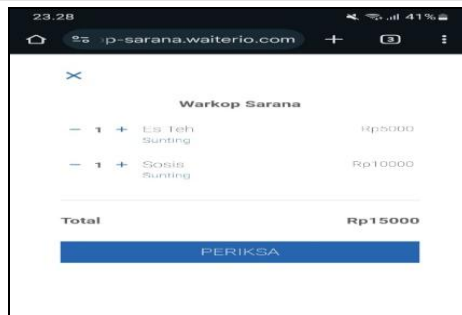 23.28
41%
p-sarana.waiterio.com
3
Warkop Sarana
1 Es Teh Rp5000
Sunting
1 Sosis Rp10000
Sunting
Total Rp15000
PERIKSA